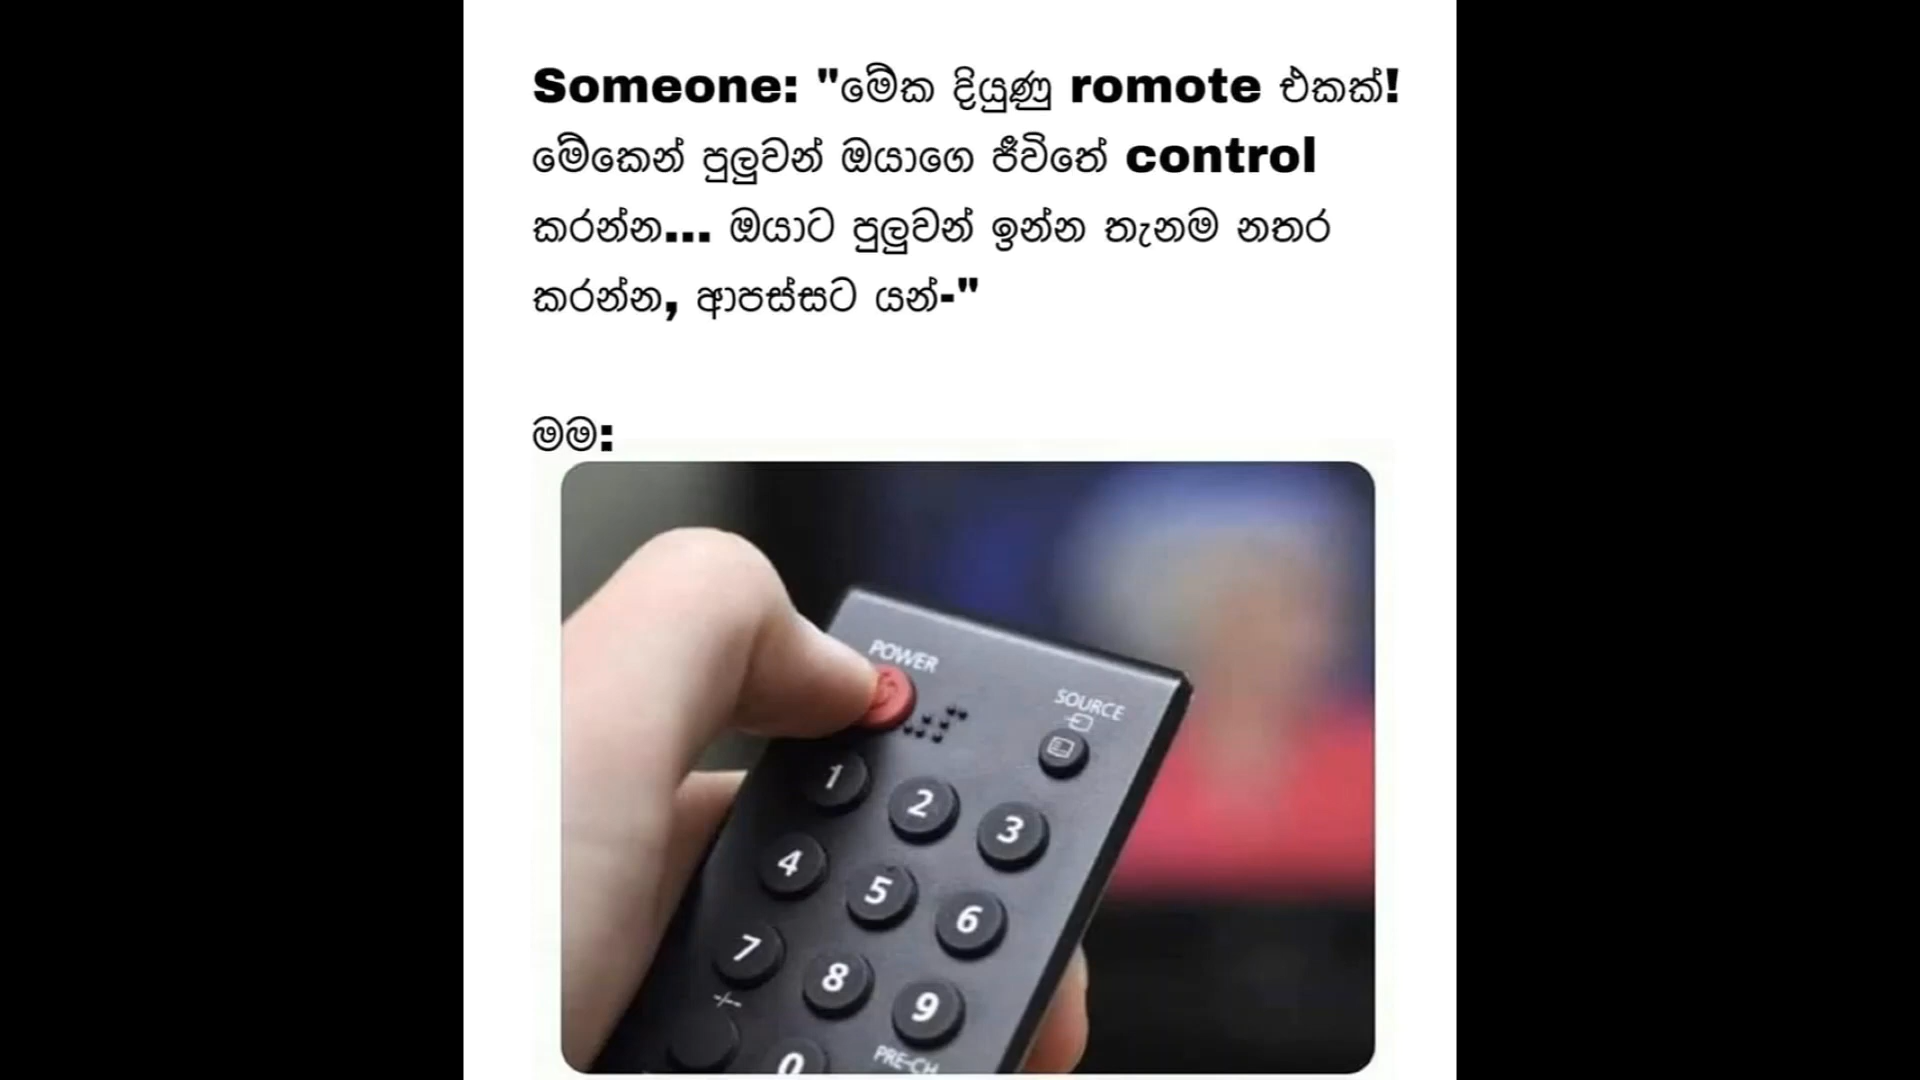 Someone: "මේක දියුණු romote එකක්!
මේකෙන් පුලුවන් ඔයාගෙ ජීවිතේ control
කරන්න... ඔයාට පුලුවන් ඉන්න තැනම නතර
කරන්න, ආපස්සට යන්-"
මම:
POWER
SOURCE
1 2 3
4 5 6
7 8 9
-/--
0 PRE-CH